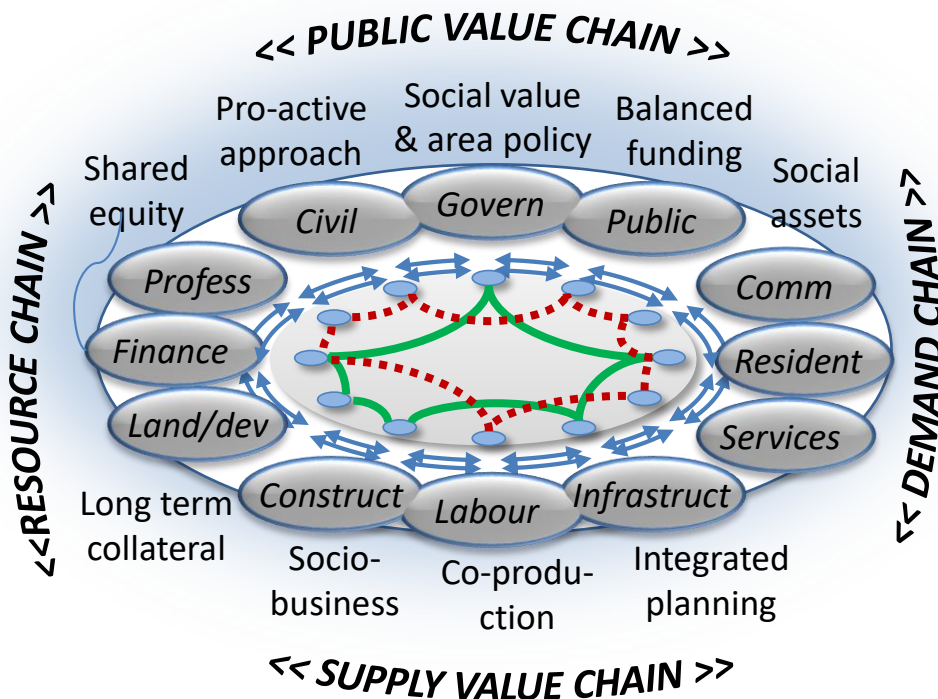 << PUBLIC VALUE CHAIN >>
Pro-active
approach
Social value
& area policy
Balanced
funding
Shared
equity
Social
assets
<<RESOURCE CHAIN >>
<< DEMAND CHAIN >>
Civil
Govern
Public
Profess
Comm
Finance
Resident
Land/dev
Services
Construct
Labour
Infrastruct
Long term
collateral
Socio-
business
Co-produ-
ction
Integrated
planning
<< SUPPLY VALUE CHAIN >>